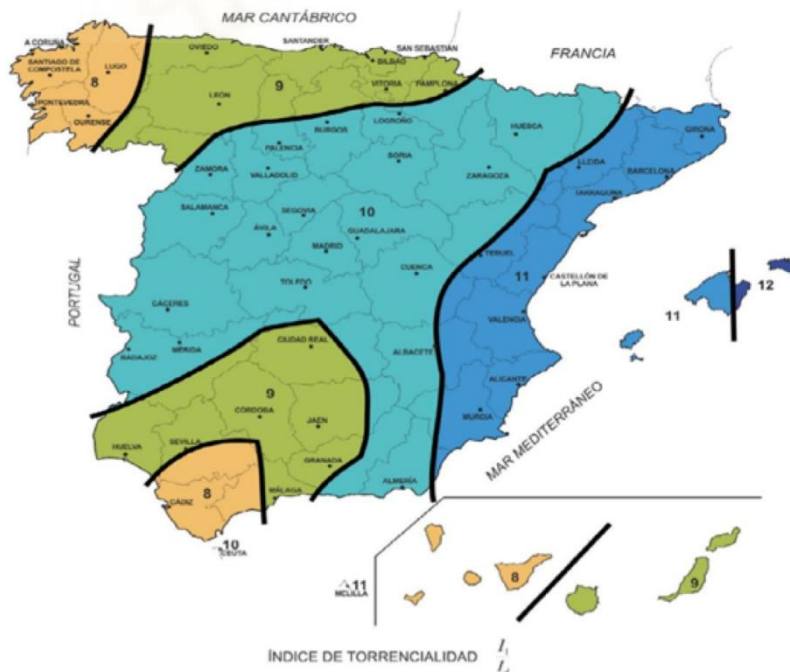 MAR CANTÁBRICO
A CORUÑA
OVIEDO
SANTANDER
SAN SEBASTIÁN
FRANCIA
SANTIAGO DE
COMPOSTELA
LUGO
8
BILBAO
9
VITORIA
PAMPLONA
PONTEVEDRA
LEÓN
OURENSE
BURGOS
LOGROÑO
HUESCA
GIRONA
PALENCIA
ZAMORA
VALLADOLID
SORIA
ZARAGOZA
LLEIDA
BARCELONA
TARRAGONA
SALAMANCA
SEGOVIA
10
ÁVILA
GUADALAJARA
MADRID
TERUEL
CUENCA
11
CASTELLÓN DE
LA PLANA
12
PORTUGAL
TOLEDO
CÁCERES
VALENCIA
11
BADAJOZ
MÉRIDA
CIUDAD REAL
ALBACETE
ALICANTE
9
CÓRDOBA
MURCIA
MAR MEDITERRÁNEO
JAÉN
HUELVA
SEVILLA
GRANADA
8
CÁDIZ
MÁLAGA
ALMERÍA
10
CEUTA
11
MELILLA
8
9
ÍNDICE DE TORRENCIALIDAD